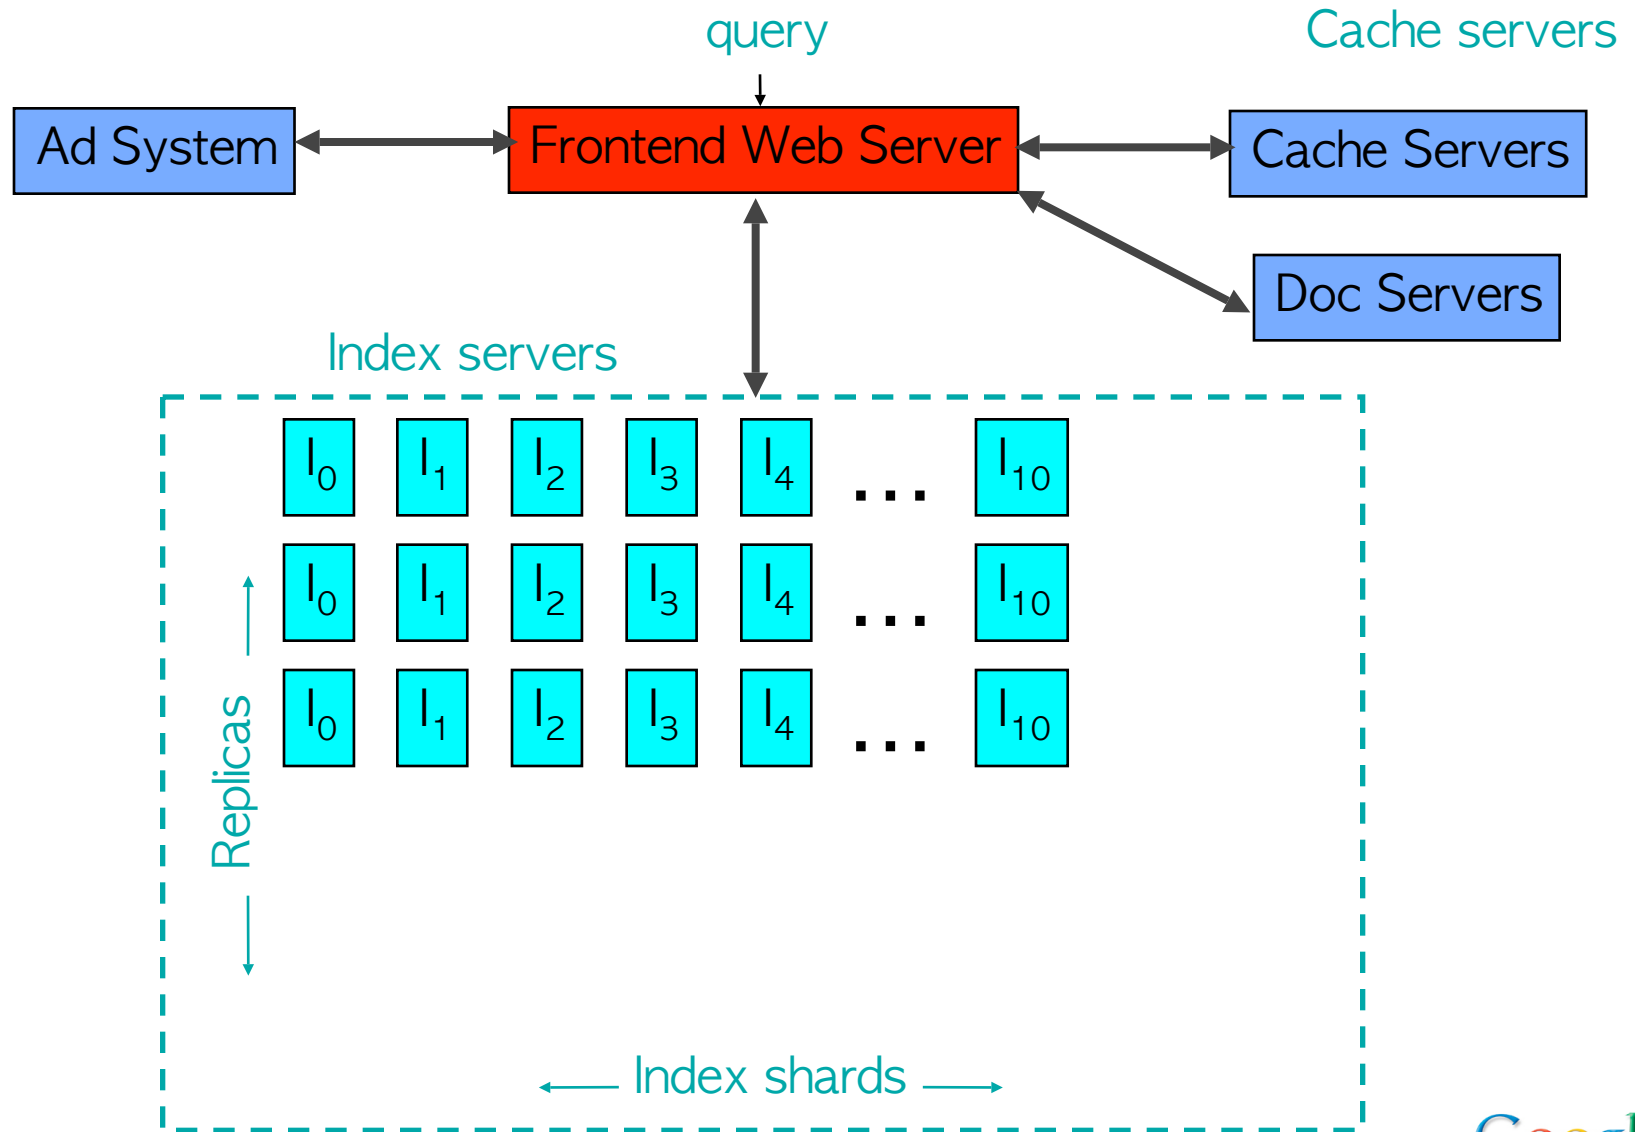 query
Cache servers
Ad System
Frontend Web Server
Cache Servers
Doc Servers
Index servers
I0 I1 I2 I3 I4 ... I10
I0 I1 I2 I3 I4 ... I10
I0 I1 I2 I3 I4 ... I10
Replicas
Index shards